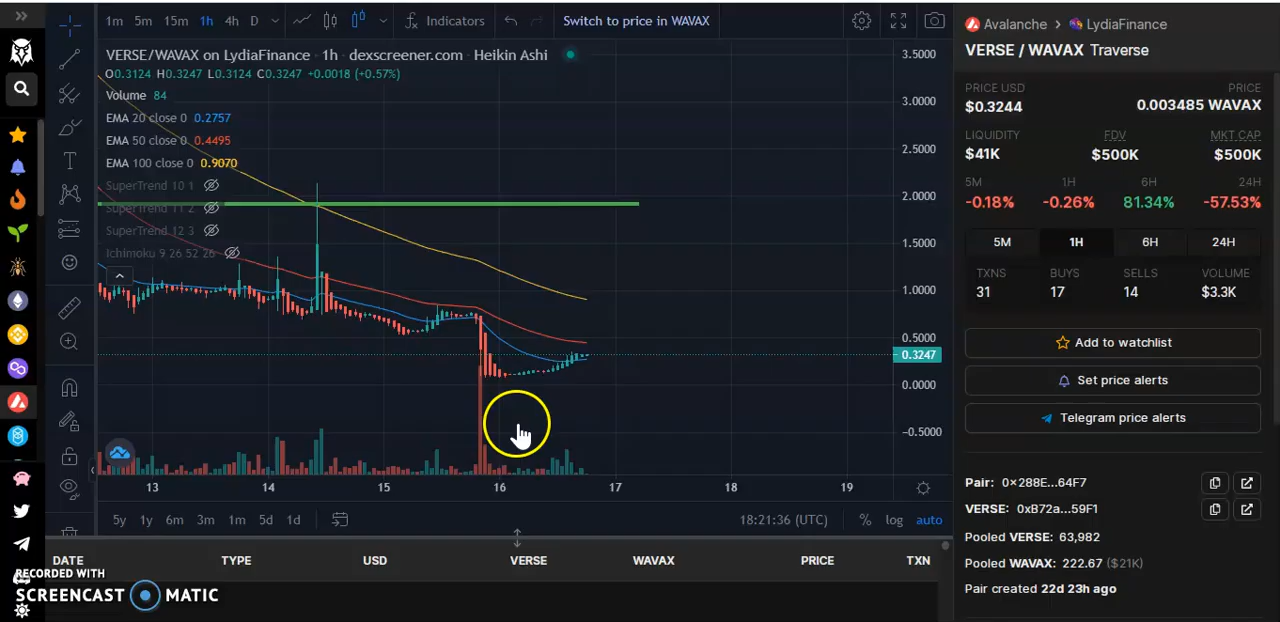 1m 5m 15m 1h 4h D Indicators Switch to price in WAVAX
VERSE/WAVAX on LydiaFinance · 1h · dexscreener.com · Heikin Ashi
O0.3124 H0.3247 L0.3124 C0.3247 +0.0018 (+0.57%)
Volume 84
EMA 20 close 0 0.2757
EMA 50 close 0 0.4495
EMA 100 close 0 0.9070
SuperTrend 10 1
SuperTrend 11 2
SuperTrend 12 3
Ichimoku 9 26 52 26
3.5000
3.0000
2.5000
2.0000
1.5000
1.0000
0.5000
0.3247
0.0000
-0.5000
13 14 15 16 17 18 19
5y 1y 6m 3m 1m 5d 1d 18:21:36 (UTC) % log auto
DATE TYPE USD VERSE WAVAX PRICE TXN
RECORDED WITH
SCREENCAST MATIC
Avalanche > LydiaFinance
VERSE / WAVAX Traverse
PRICE USD PRICE
$0.3244 0.003485 WAVAX
LIQUIDITY FDV MKT CAP
$41K $500K $500K
5M 1H 6H 24H
-0.18% -0.26% 81.34% -57.53%
5M 1H 6H 24H
TXNS BUYS SELLS VOLUME
31 17 14 $3.3K
Add to watchlist
Set price alerts
Telegram price alerts
Pair: 0×288E...64F7
VERSE: 0xB72a...59F1
Pooled VERSE: 63,982
Pooled WAVAX: 222.67 ($21K)
Pair created 22d 23h ago